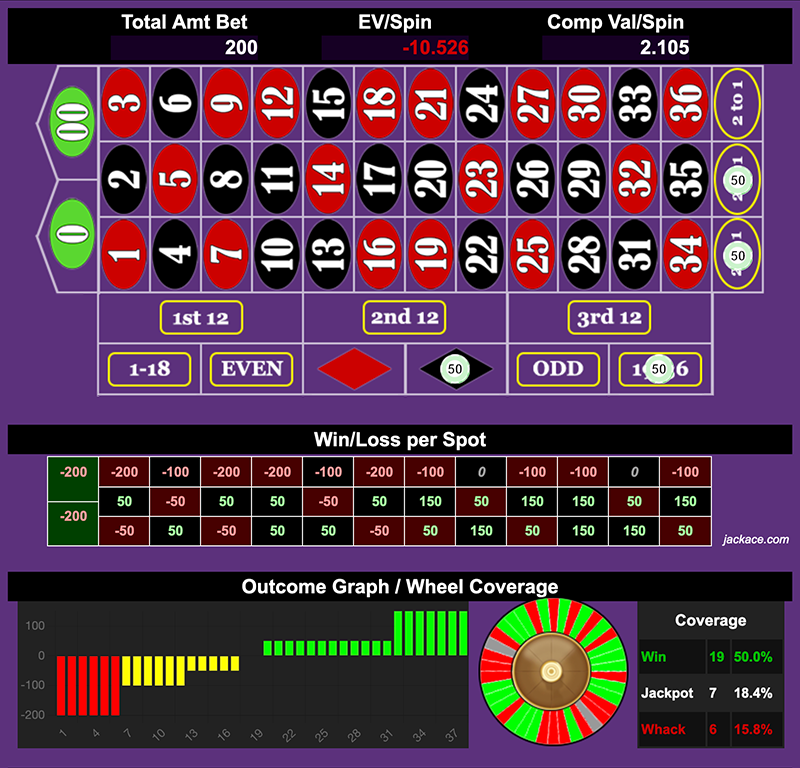 Total Amt Bet EV/Spin Comp Val/Spin
200 -10.526 2.105
00 3 6 9 12 15 18 21 24 27 30 33 36 2 to 1
2 5 8 11 14 17 20 23 26 29 32 35 50
0 1 4 7 10 13 16 19 22 25 28 31 34 50
1st 12 2nd 12 3rd 12
1-18 EVEN 50 ODD 50
Win/Loss per Spot
-200 -200 -100 -200 -200 -100 -200 -100 0 -100 -100 0 -100
50 -50 50 50 -50 50 150 50 150 150 50 150
-200 -50 50 -50 50 50 -50 50 150 50 150 150 50
jackace.com
Outcome Graph / Wheel Coverage
100
0
-100
-200
1 4 7 10 13 16 19 22 25 28 31 34 37
Coverage
Win 19 50.0%
Jackpot 7 18.4%
Whack 6 15.8%